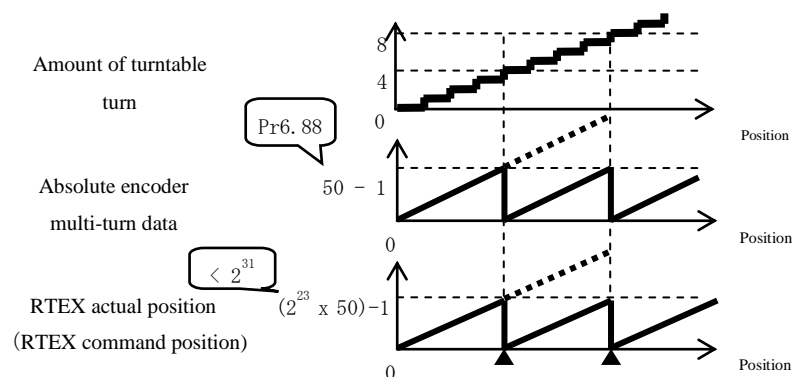 8
Amount of turntable
turn
4
0
Position
Pr6.88
Absolute encoder
multi-turn data
50 - 1
0
Position
< 2^31
RTEX actual position
(RTEX command position)
(2^23 x 50)-1
0
Position